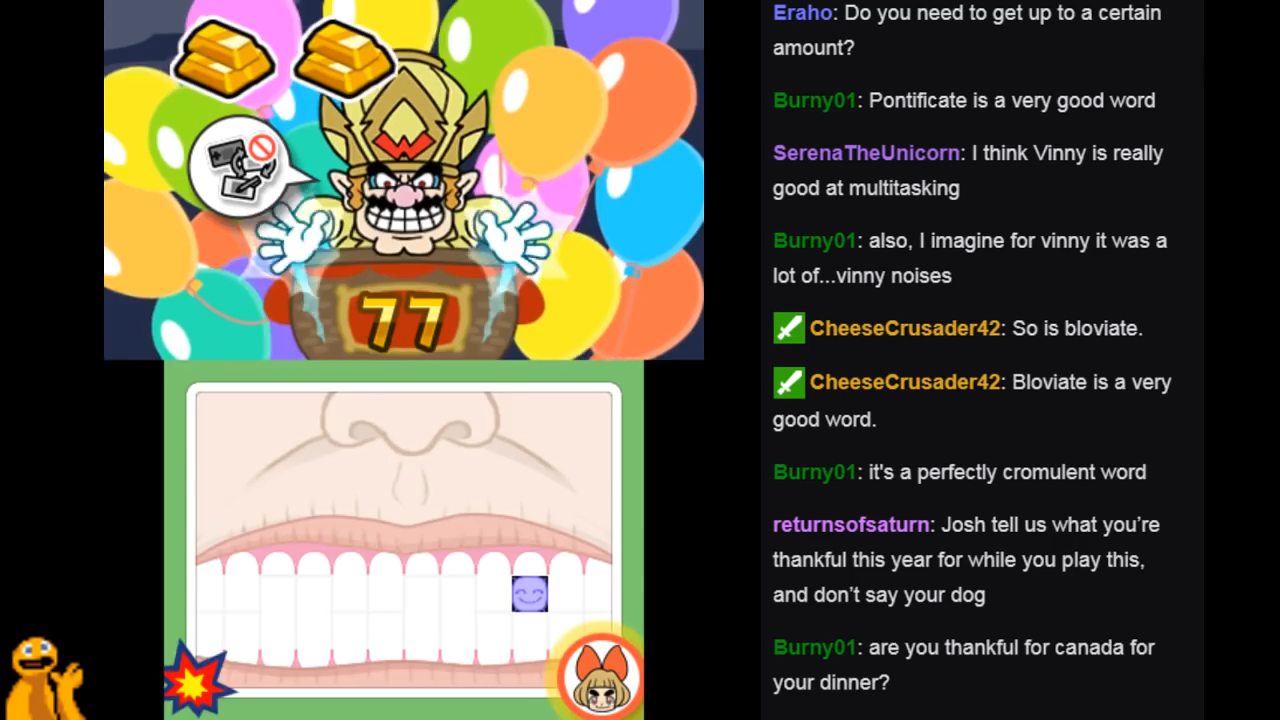 77
Eraho: Do you need to get up to a certain
amount?
Burny01: Pontificate is a very good word
SerenaTheUnicorn: I think Vinny is really
good at multitasking
Burny01: also, I imagine for vinny it was a
lot of...vinny noises
CheeseCrusader42: So is bloviate.
CheeseCrusader42: Bloviate is a very
good word.
Burny01: it's a perfectly cromulent word
returnsofsaturn: Josh tell us what you’re
thankful this year for while you play this,
and don’t say your dog
Burny01: are you thankful for canada for
your dinner?